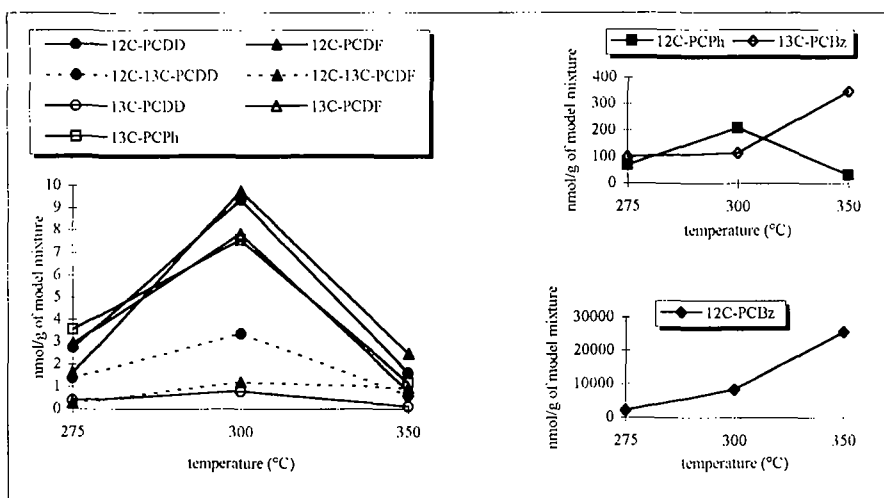 12C-PCDD 12C-PCDF
12C-13C-PCDD 12C-13C-PCDF
13C-PCDD 13C-PCDF
13C-PCPh
nmol/g of model mixture
10
9
8
7
6
5
4
3
2
1
0
275 300 350
temperature (°C)
12C-PCPh 13C-PCBz
nmol/g of model mixture
400
300
200
100
0
275 300 350
temperature (°C)
12C-PCBz
nmol/g of model mixture
30000
20000
10000
0
275 300 350
temperature (°C)